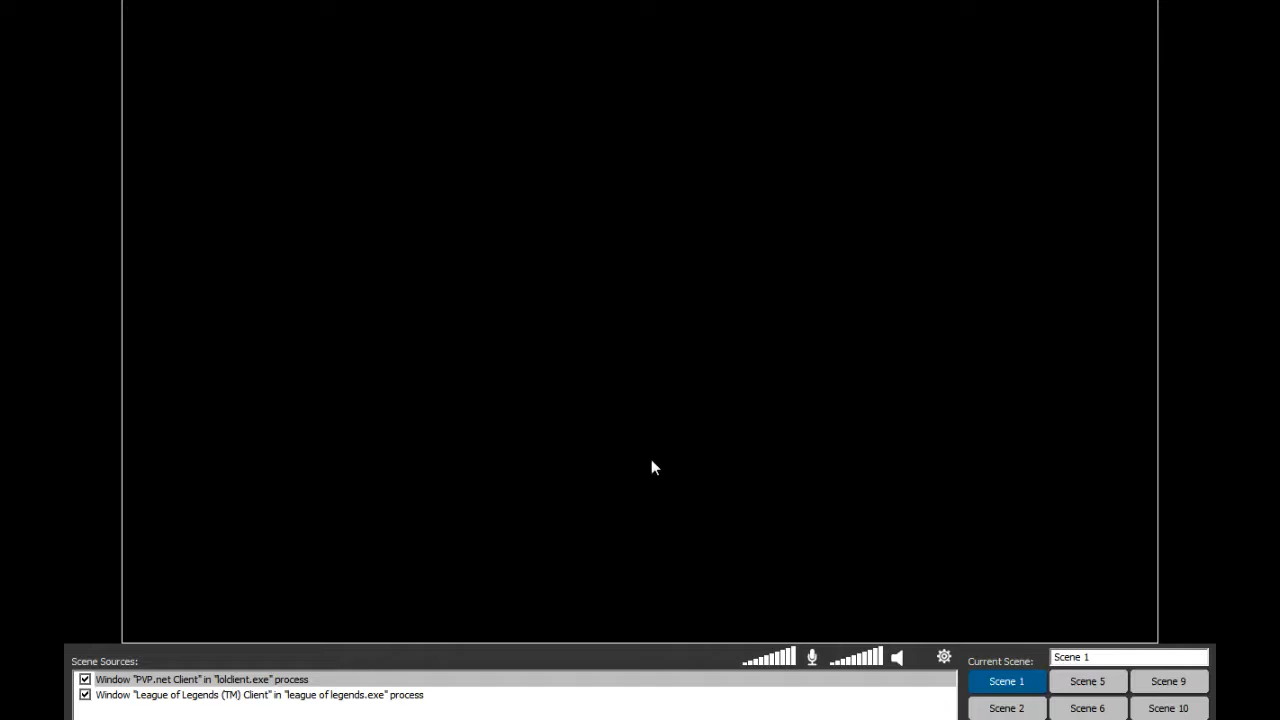 Scene Sources:
Current Scene:
Scene 1
Window "PVP.net Client" in "lolclient.exe" process
Window "League of Legends (TM) Client" in "league of legends.exe" process
Scene 1
Scene 5
Scene 9
Scene 2
Scene 6
Scene 10